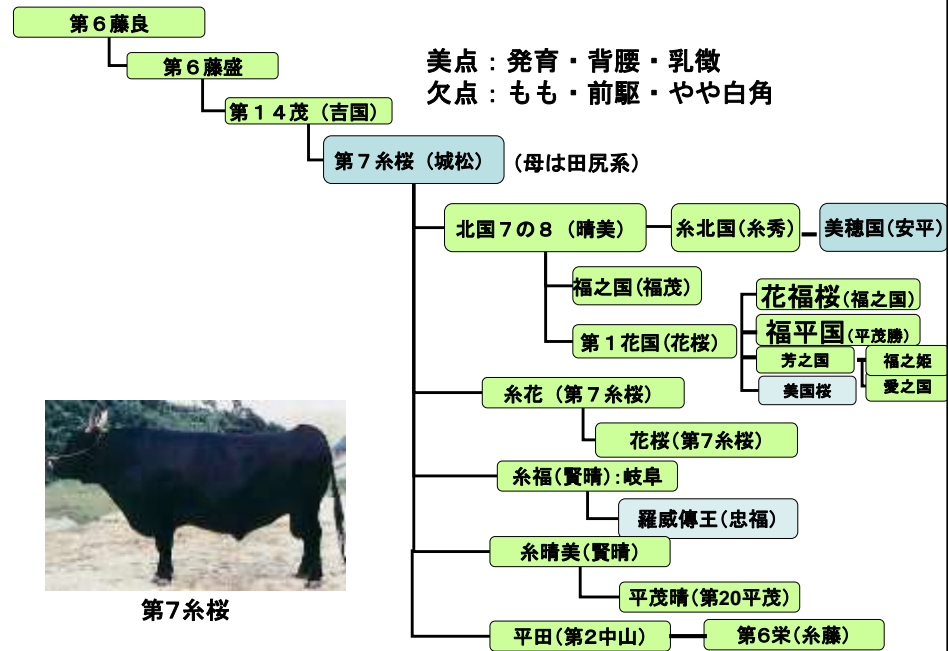 第６藤良
第６藤盛
美点：発育・背腰・乳徴
欠点：もも・前駆・やや白角
第１４茂（吉国）
第７糸桜（城松）
（母は田尻系）
北国７の８（晴美）
糸北国(糸秀)
美穂国(安平)
福之国(福茂)
花福桜(福之国)
福平国(平茂勝)
第１花国(花桜)
芳之国
福之姫
美国桜
愛之国
糸花（第７糸桜）
花桜(第7糸桜)
糸福(賢晴)：岐阜
羅威傳王(忠福)
糸晴美(賢晴)
平茂晴(第20平茂)
第7糸桜
平田(第２中山)
第６栄(糸藤)